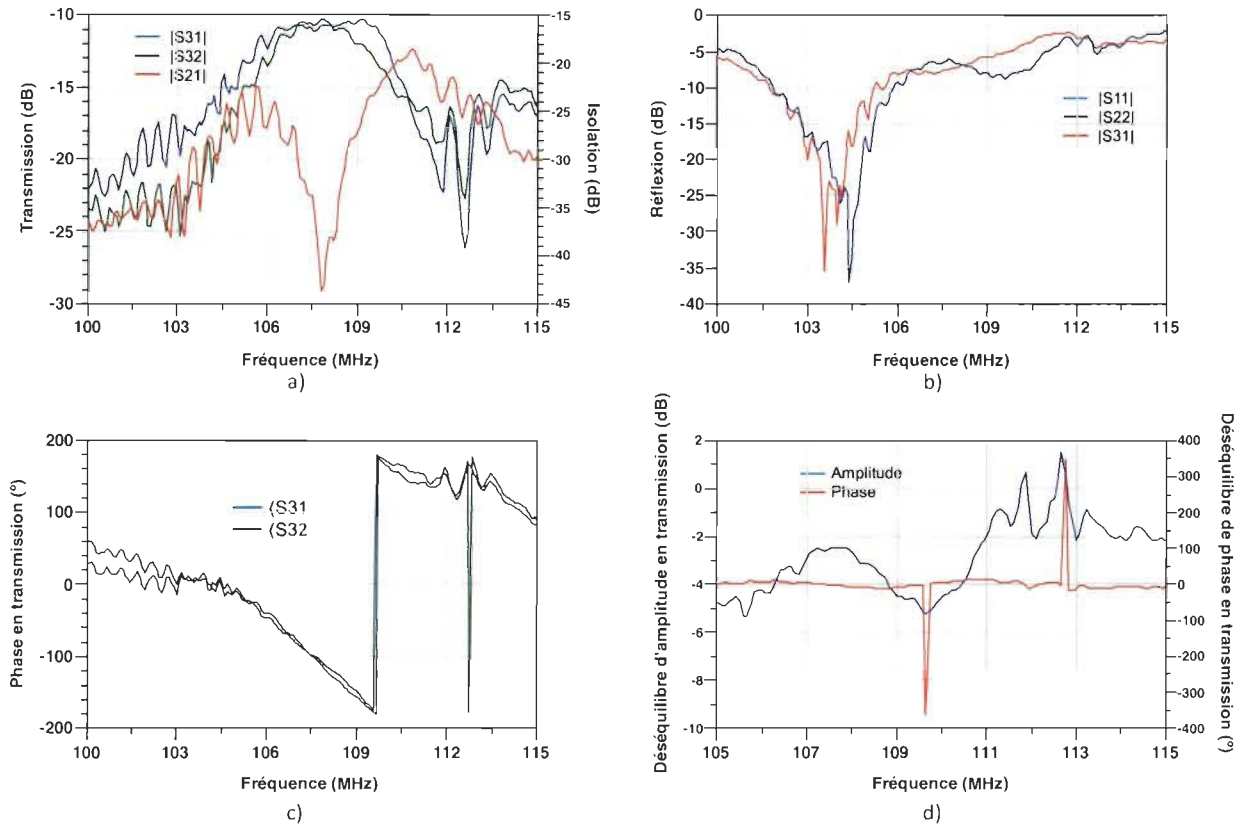 Transmission (dB)
-10
-15
-20
-25
-30
|S31|
|S32|
|S21|
-15
-20
-25
-30
-35
-40
-45
Isolation (dB)
100 103 106 109 112 115
Fréquence (MHz)
a)
Réflexion (dB)
0
-5
-10
-15
-20
-25
-30
-35
-40
|S11|
|S22|
|S31|
100 103 106 109 112 115
Fréquence (MHz)
b)
Phase en transmission (°)
200
100
0
-100
-200
⟨S31
⟨S32
100 103 106 109 112 115
Fréquence (MHz)
c)
Déséquilibre d'amplitude en transmission (dB)
2
0
-2
-4
-6
-8
-10
Amplitude
Phase
400
300
200
100
0
-100
-200
-300
-400
Déséquilibre de phase en transmission (°)
105 107 109 111 113 115
Fréquence (MHz)
d)